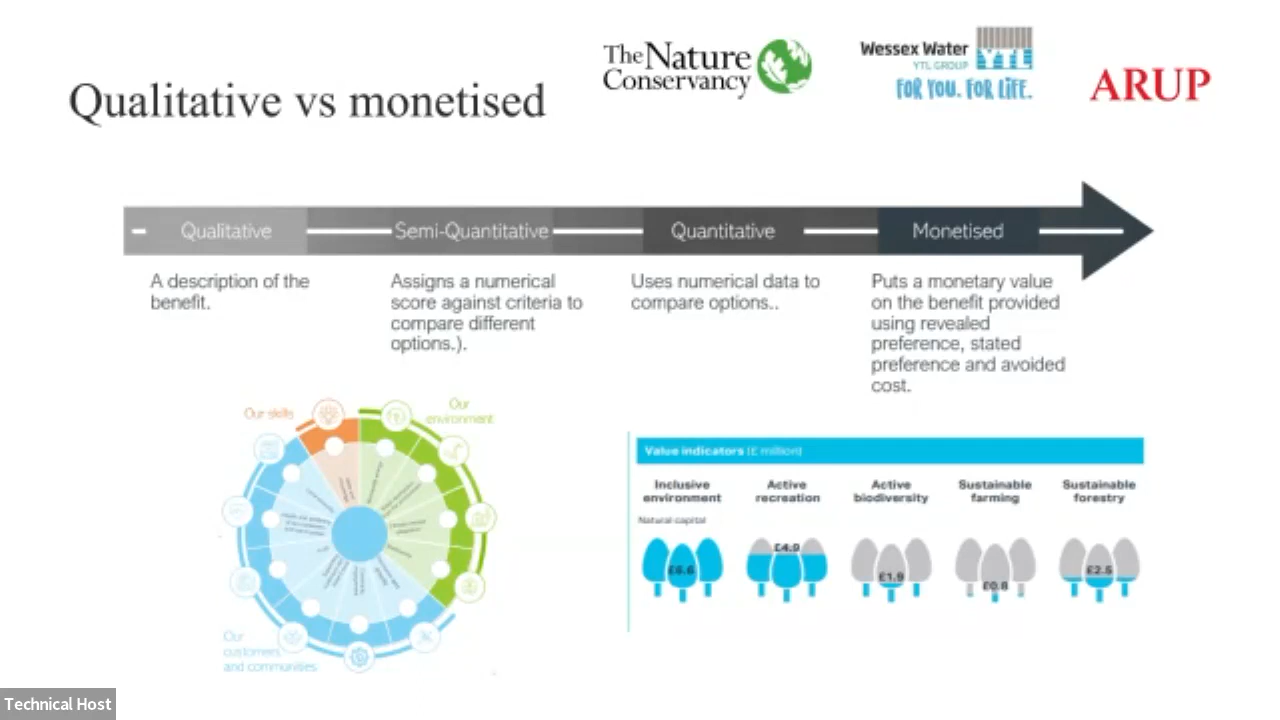 The Nature
Conservancy
Wessex Water
YTL GROUP
YTL
FOR YOU. FOR LIFE.
ARUP
Qualitative vs monetised
Qualitative
Semi-Quantitative
Quantitative
Monetised
A description of the
benefit.
Assigns a numerical
score against criteria to
compare different
options.).
Uses numerical data to
compare options..
Puts a monetary value
on the benefit provided
using revealed
preference, stated
preference and avoided
cost.
Our skills
Our
environment
Our
customers
and communities
Value indicators (£ million)
Inclusive
environment
Active
recreation
Active
biodiversity
Sustainable
farming
Sustainable
forestry
Natural capital
£6.6
£4.9
£1.9
£0.8
£2.5
Technical Host